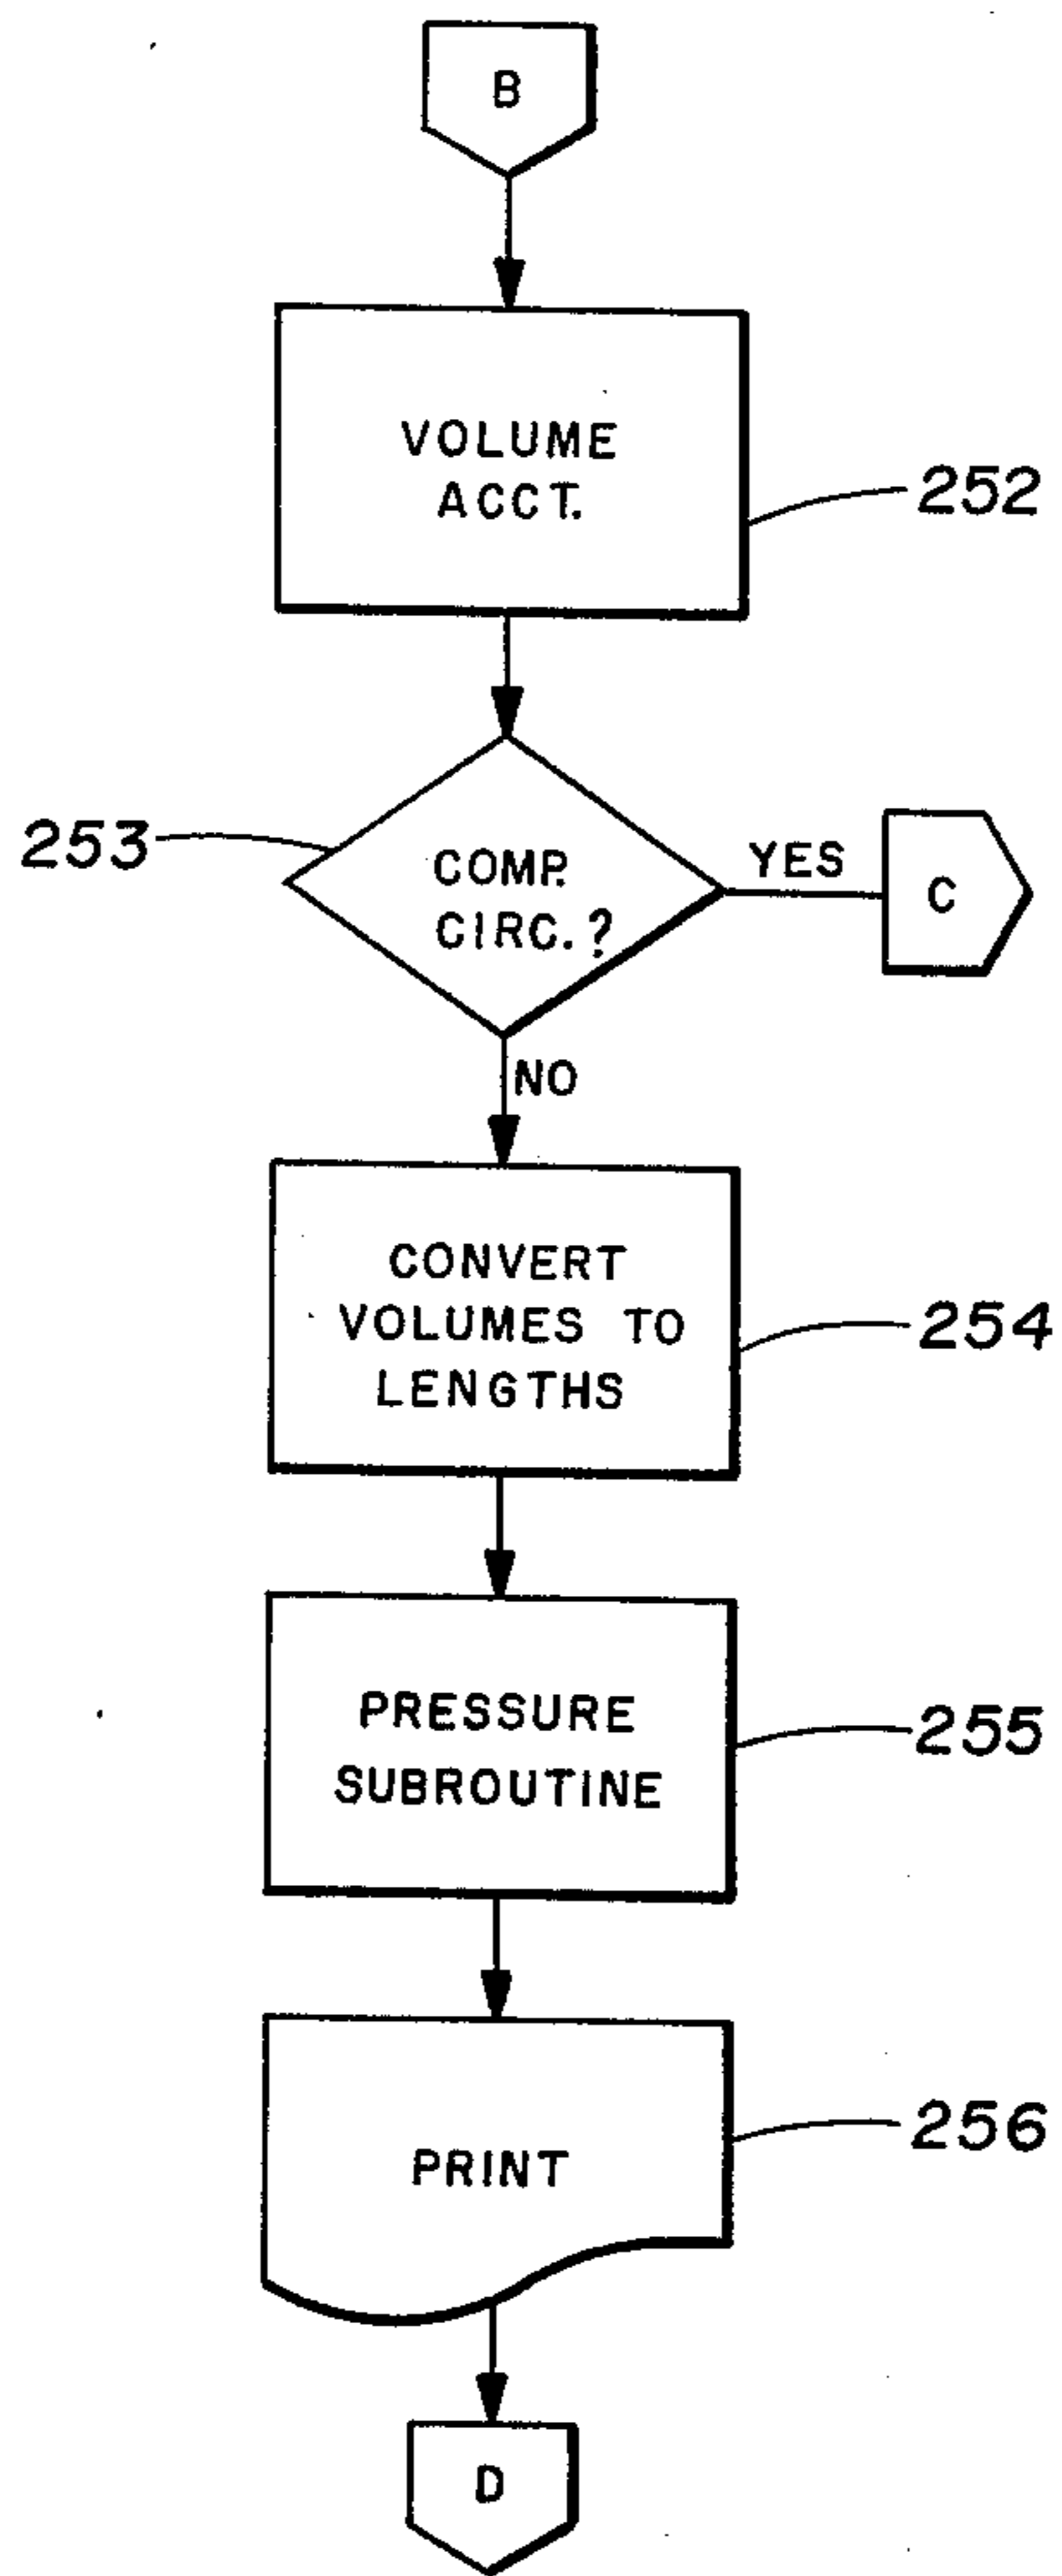 B
VOLUME
ACCT.
252
253
COMP.
CIRC.?
YES
C
NO
CONVERT
VOLUMES TO
LENGTHS
254
PRESSURE
SUBROUTINE
255
PRINT
256
D